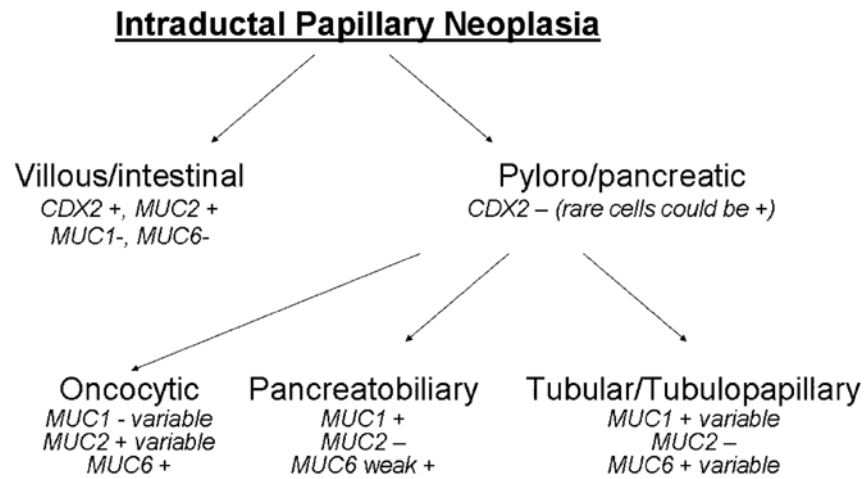 Intraductal Papillary Neoplasia
Villous/intestinal
CDX2 +, MUC2 +
MUC1-, MUC6-
Pyloro/pancreatic
CDX2 – (rare cells could be +)
Oncocytic
MUC1 - variable
MUC2 + variable
MUC6 +
Pancreatobiliary
MUC1 +
MUC2 –
MUC6 weak +
Tubular/Tubulopapillary
MUC1 + variable
MUC2 –
MUC6 + variable